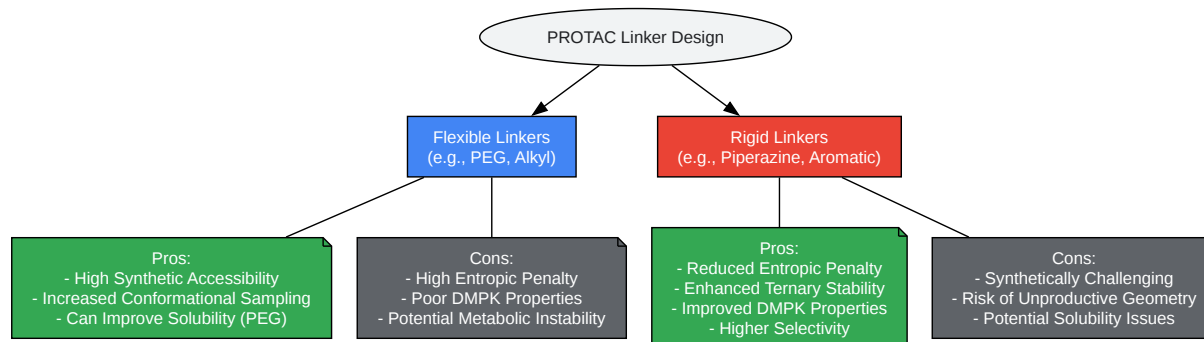 PROTAC Linker Design
Flexible Linkers
(e.g., PEG, Alkyl)
Rigid Linkers
(e.g., Piperazine, Aromatic)
Pros:
- High Synthetic Accessibility
- Increased Conformational Sampling
- Can Improve Solubility (PEG)
Cons:
- High Entropic Penalty
- Poor DMPK Properties
- Potential Metabolic Instability
Pros:
- Reduced Entropic Penalty
- Enhanced Ternary Stability
- Improved DMPK Properties
- Higher Selectivity
Cons:
- Synthetically Challenging
- Risk of Unproductive Geometry
- Potential Solubility Issues